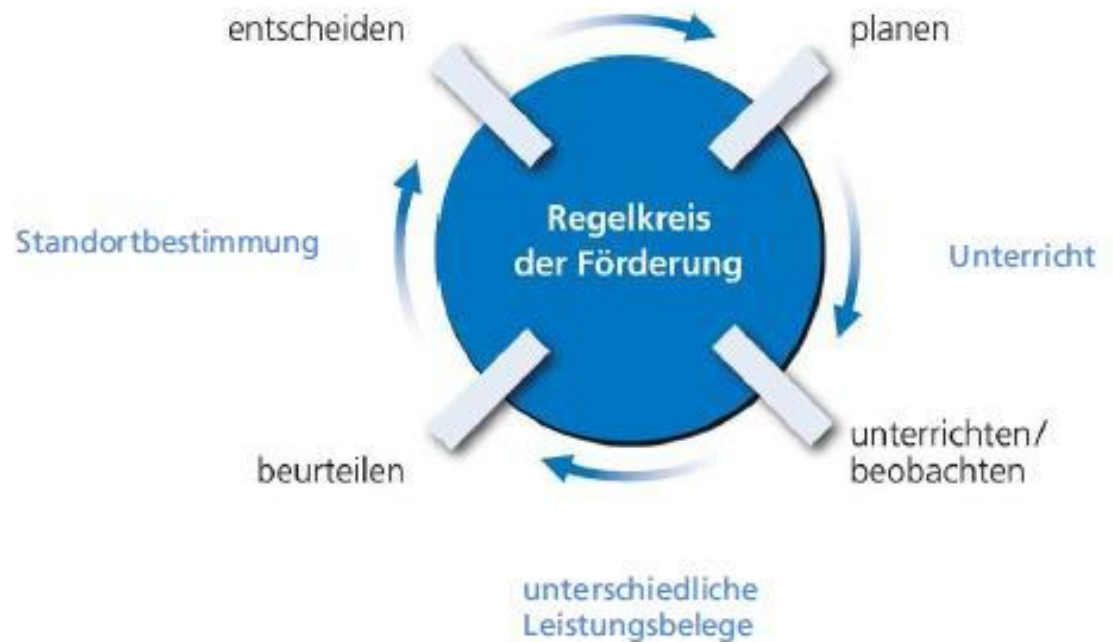 entscheiden
planen
Regelkreis
der Förderung
Standortbestimmung
Unterricht
beurteilen
unterrichten/
beobachten
unterschiedliche
Leistungsbelege